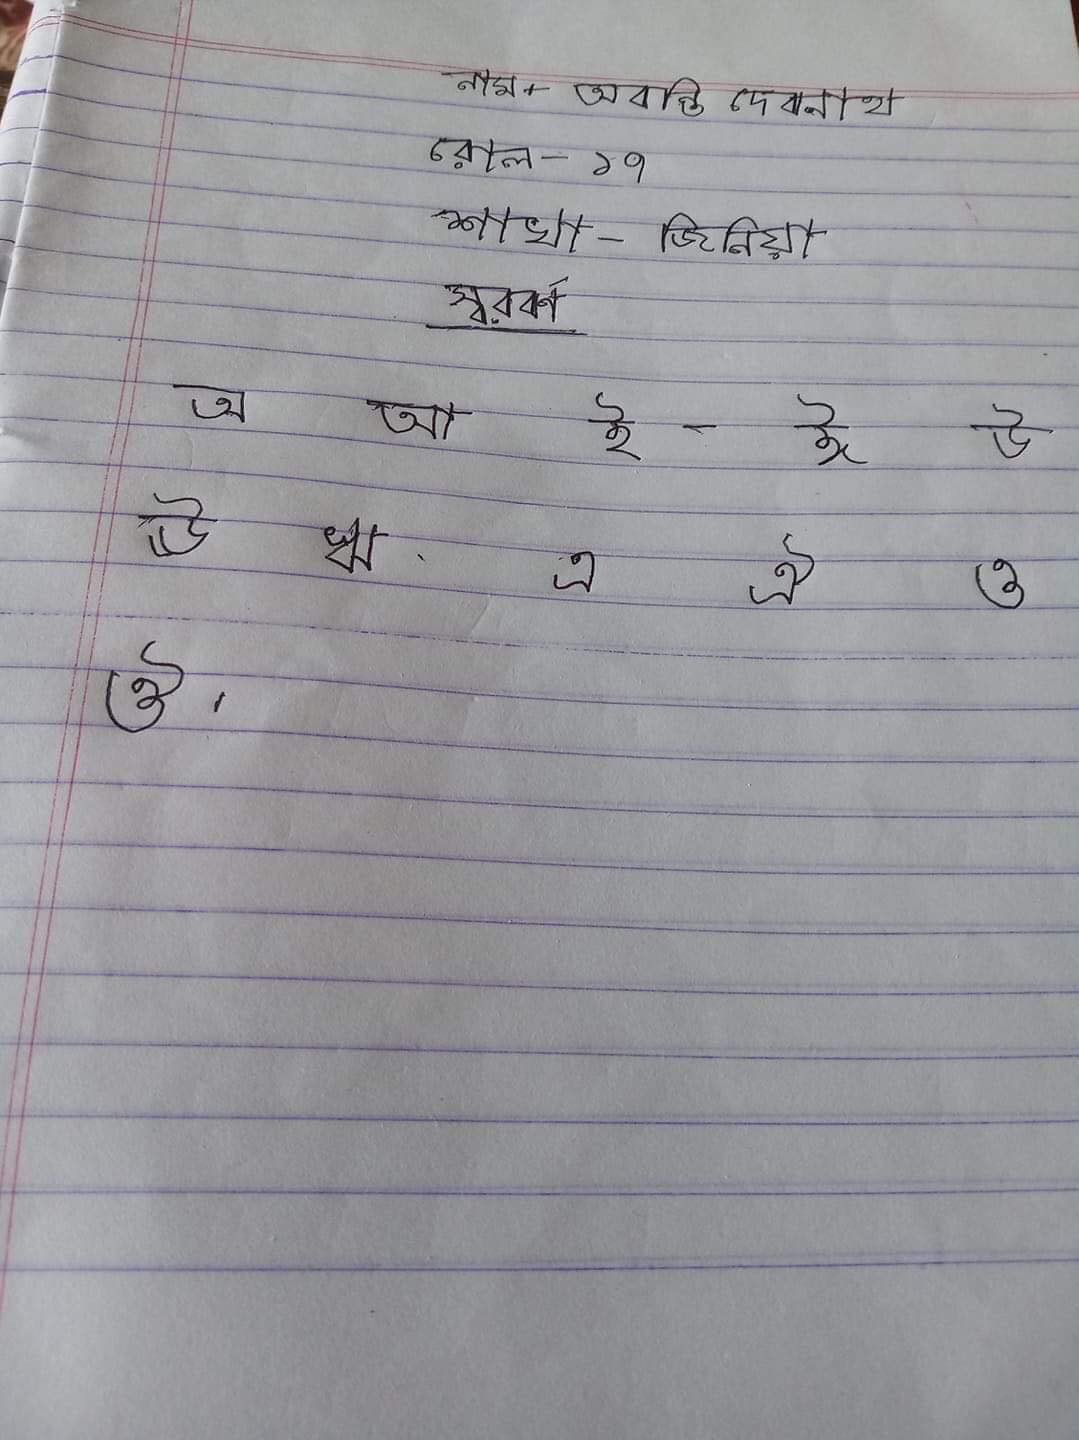 নাম+ অবন্তি দেবনাথ
রোল- ১৭
শাখা- জিনিয়া
স্বরবর্ণ
অ আ ই - ঈ উ
ঊ ঋ . এ ঐ ও
ঔ ।